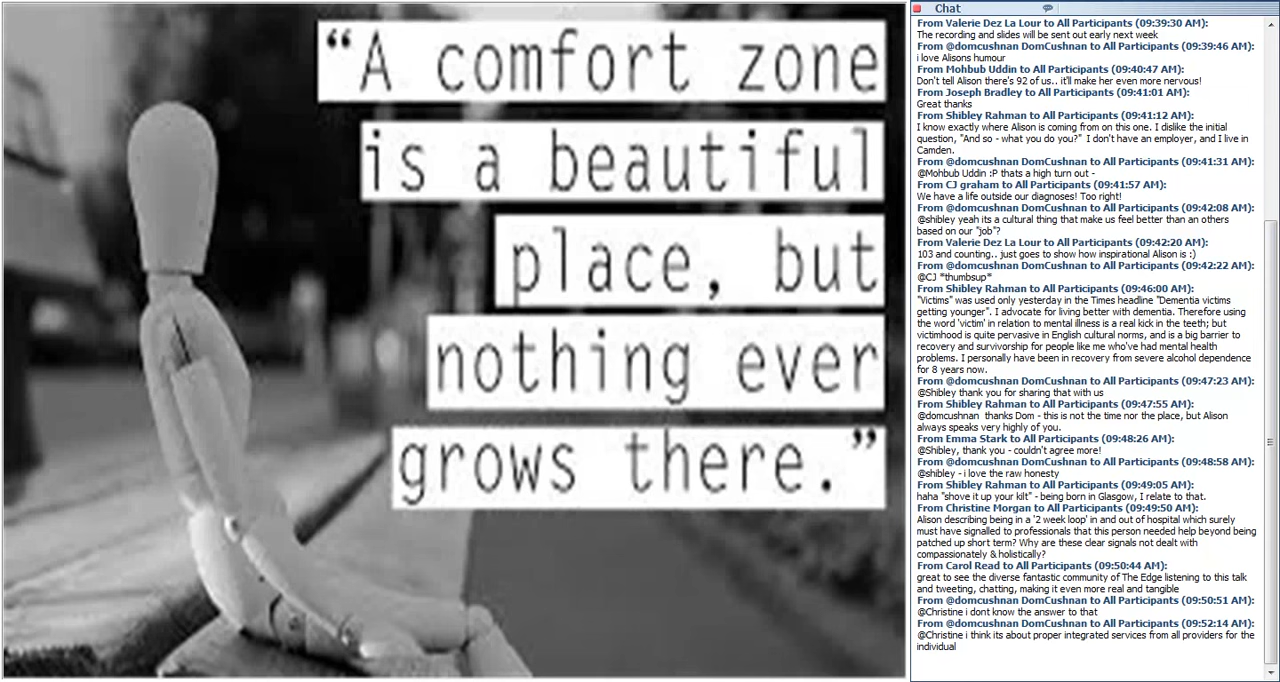 “A comfort zone
is a beautiful
place, but
nothing ever
grows there.”
Chat
From Valerie Dez La Lour to All Participants (09:39:30 AM):
The recording and slides will be sent out early next week
From @domcushnan DomCushnan to All Participants (09:39:46 AM):
i love Alisons humour
From Mohbub Uddin to All Participants (09:40:47 AM):
Don't tell Alison there's 92 of us.. it'll make her even more nervous!
From Joseph Bradley to All Participants (09:41:01 AM):
Great thanks
From Shibley Rahman to All Participants (09:41:12 AM):
I know exactly where Alison is coming from on this one. I dislike the initial
question, "And so - what you do you?" I don't have an employer, and I live in
Camden.
From @domcushnan DomCushnan to All Participants (09:41:31 AM):
@Mohbub Uddin :P thats a high turn out -
From CJ graham to All Participants (09:41:57 AM):
We have a life outside our diagnoses! Too right!
From @domcushnan DomCushnan to All Participants (09:42:08 AM):
@shibley yeah its a cultural thing that make us feel better than an others
based on our "job"?
From Valerie Dez La Lour to All Participants (09:42:20 AM):
103 and counting.. just goes to show how inspirational Alison is :)
From @domcushnan DomCushnan to All Participants (09:42:22 AM):
@CJ *thumbsup*
From Shibley Rahman to All Participants (09:46:00 AM):
"Victims" was used only yesterday in the Times headline "Dementia victims
getting younger". I advocate for living better with dementia. Therefore using
the word 'victim' in relation to mental illness is a real kick in the teeth; but
victimhood is quite pervasive in English cultural norms, and is a big barrier to
recovery and survivorship for people like me who've had mental health
problems. I personally have been in recovery from severe alcohol dependence
for 8 years now.
From @domcushnan DomCushnan to All Participants (09:47:23 AM):
@Shibley thank you for sharing that with us
From Shibley Rahman to All Participants (09:47:55 AM):
@domcushnan thanks Dom - this is not the time nor the place, but Alison
always speaks very highly of you.
From Emma Stark to All Participants (09:48:26 AM):
@Shibley, thank you - couldn't agree more!
From @domcushnan DomCushnan to All Participants (09:48:58 AM):
@shibley - i love the raw honesty
From Shibley Rahman to All Participants (09:49:05 AM):
haha "shove it up your kilt" - being born in Glasgow, I relate to that.
From Christine Morgan to All Participants (09:49:50 AM):
Alison describing being in a '2 week loop' in and out of hospital which surely
must have signalled to professionals that this person needed help beyond being
patched up short term? Why are these clear signals not dealt with
compassionately & holistically?
From Carol Read to All Participants (09:50:44 AM):
great to see the diverse fantastic community of The Edge listening to this talk
and tweeting, chatting, making it even more real and tangible
From @domcushnan DomCushnan to All Participants (09:50:51 AM):
@Christine i dont know the answer to that
From @domcushnan DomCushnan to All Participants (09:52:14 AM):
@Christine i think its about proper integrated services from all providers for the
individual